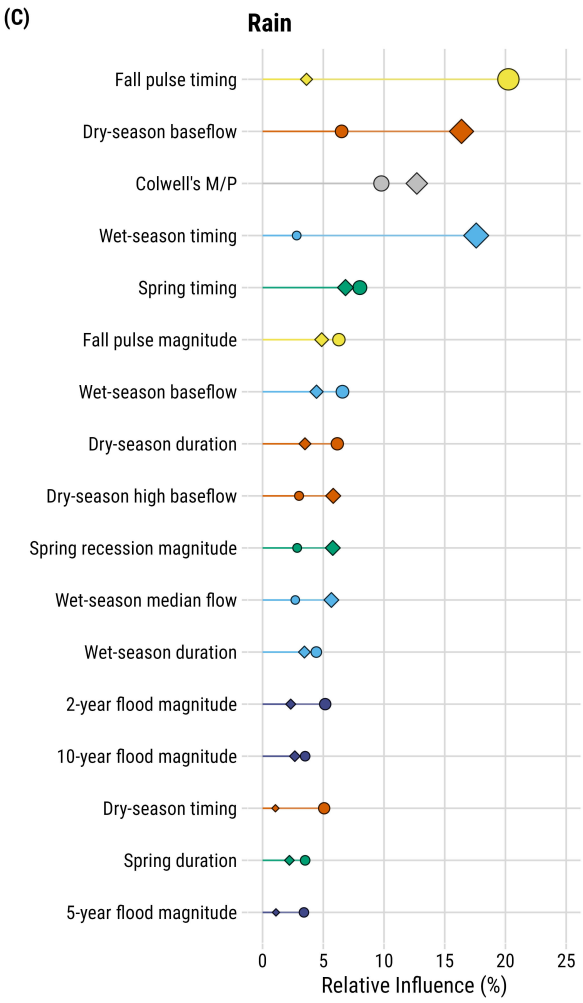 (C)
Rain
Fall pulse timing
Dry-season baseflow
Colwell's M/P
Wet-season timing
Spring timing
Fall pulse magnitude
Wet-season baseflow
Dry-season duration
Dry-season high baseflow
Spring recession magnitude
Wet-season median flow
Wet-season duration
2-year flood magnitude
10-year flood magnitude
Dry-season timing
Spring duration
5-year flood magnitude
0 5 10 15 20 25
Relative Influence (%)